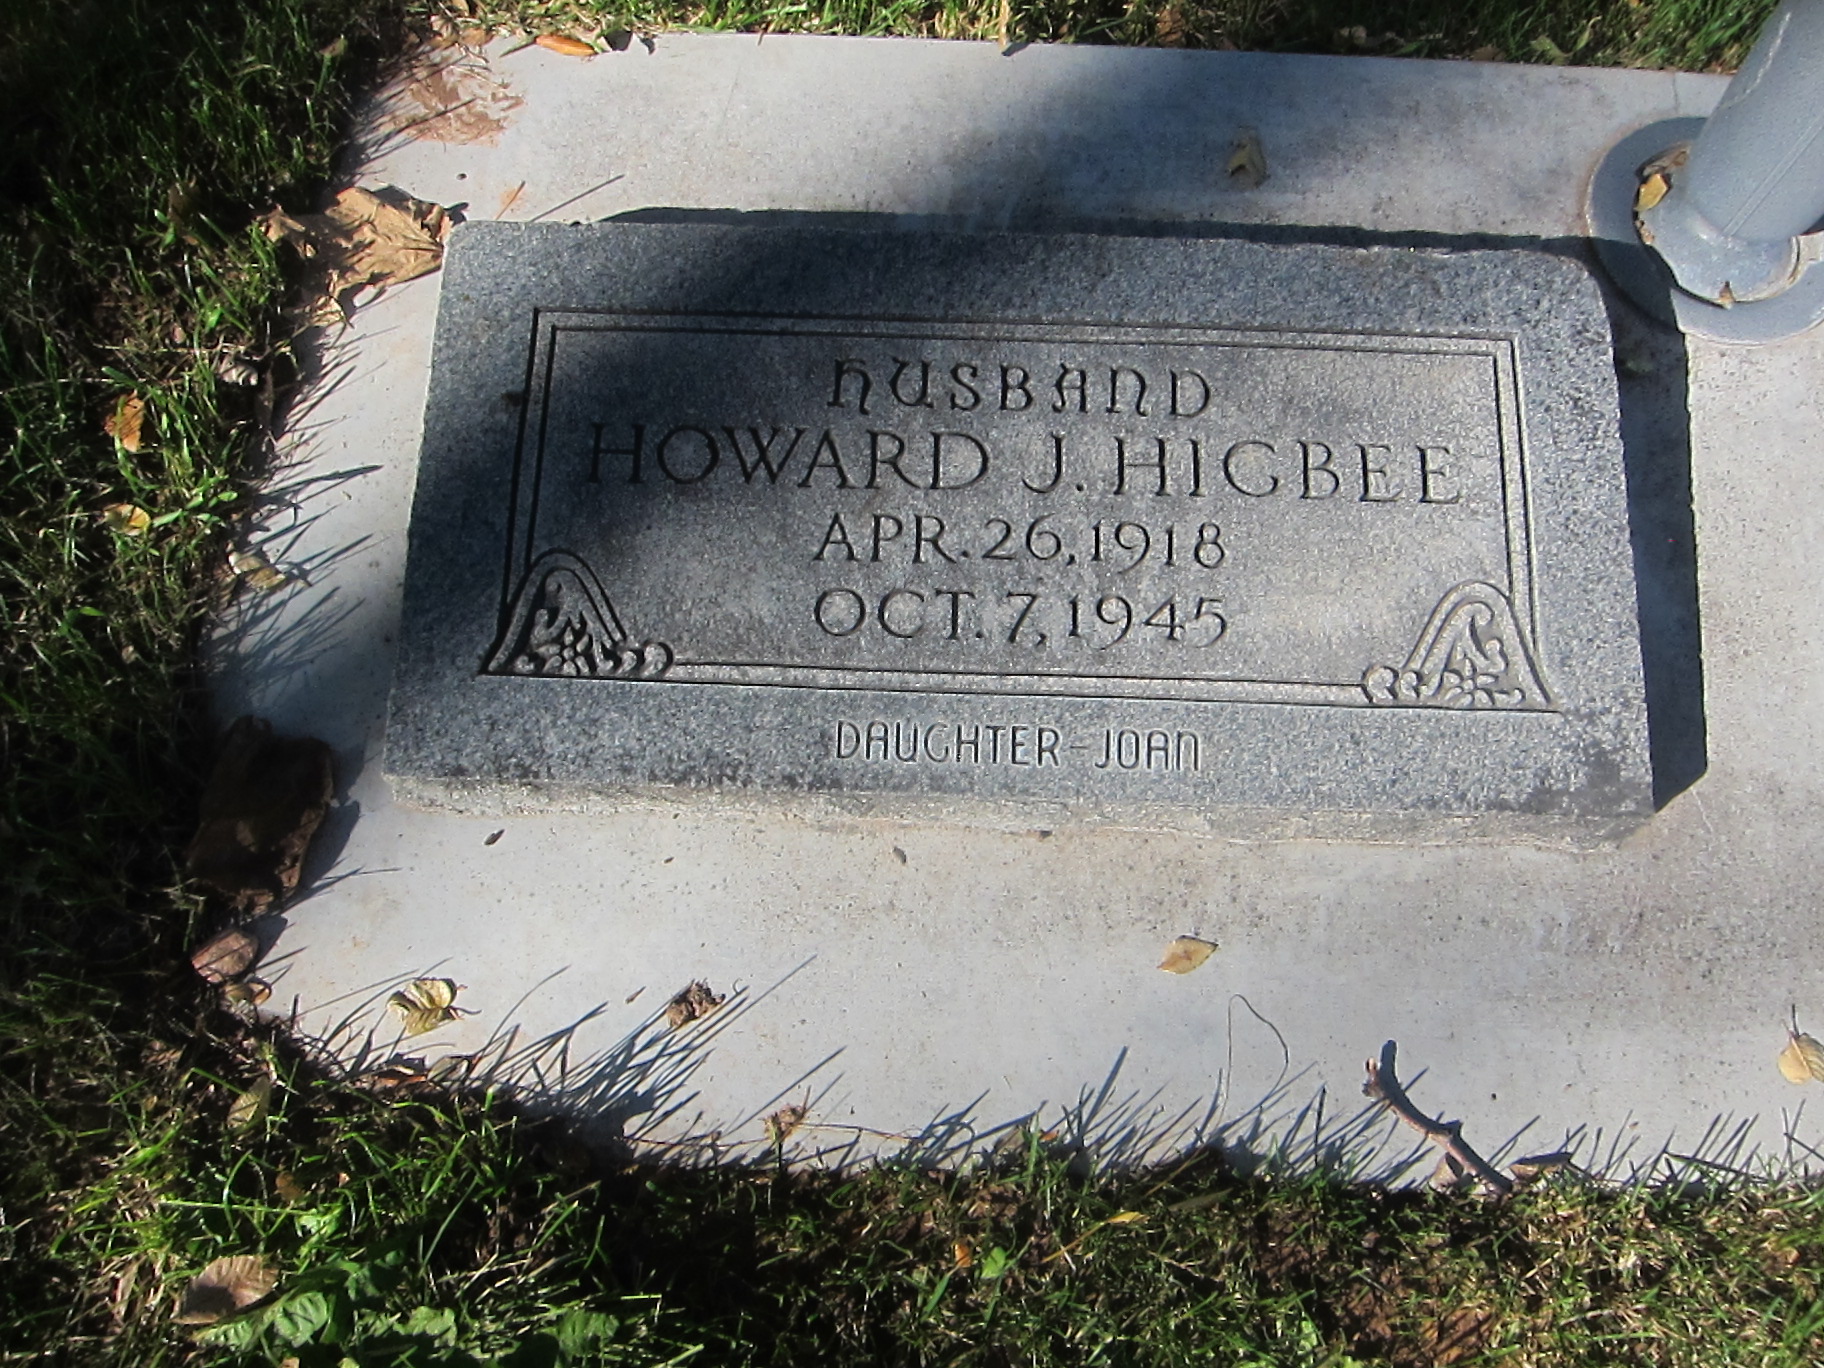 HUSBAND
HOWARD J. HIGBEE
APR. 26, 1918
OCT. 7, 1945
DAUGHTER-JOAN